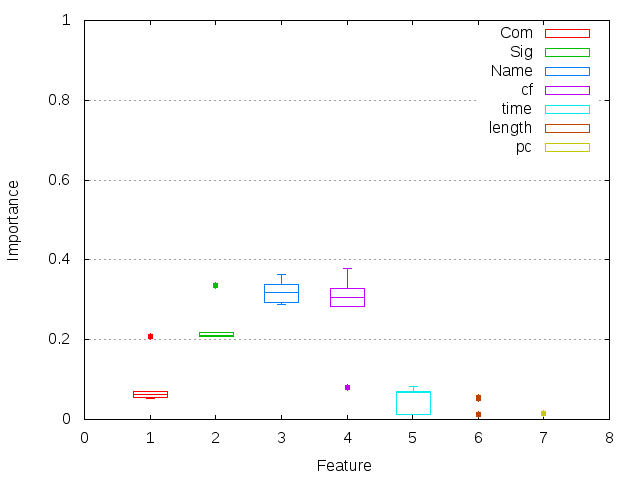 1
0.8
0.6
0.4
0.2
0
0 1 2 3 4 5 6 7 8
Importance
Feature
Com
Sig
Name
cf
time
length
pc